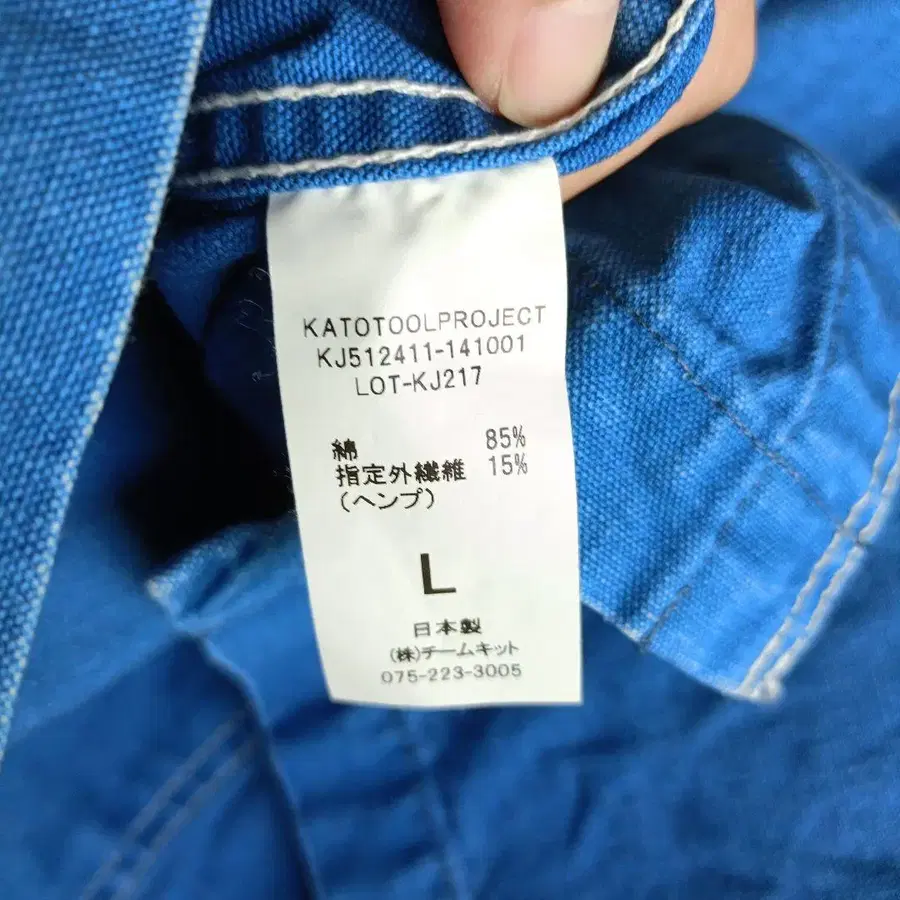 KATOTOOLPROJECT
KJ512411-141001
LOT-KJ217
綿 85%
指定外繊維 15%
(ヘンプ)
L
日本製
(株)チームキット
075-223-3005